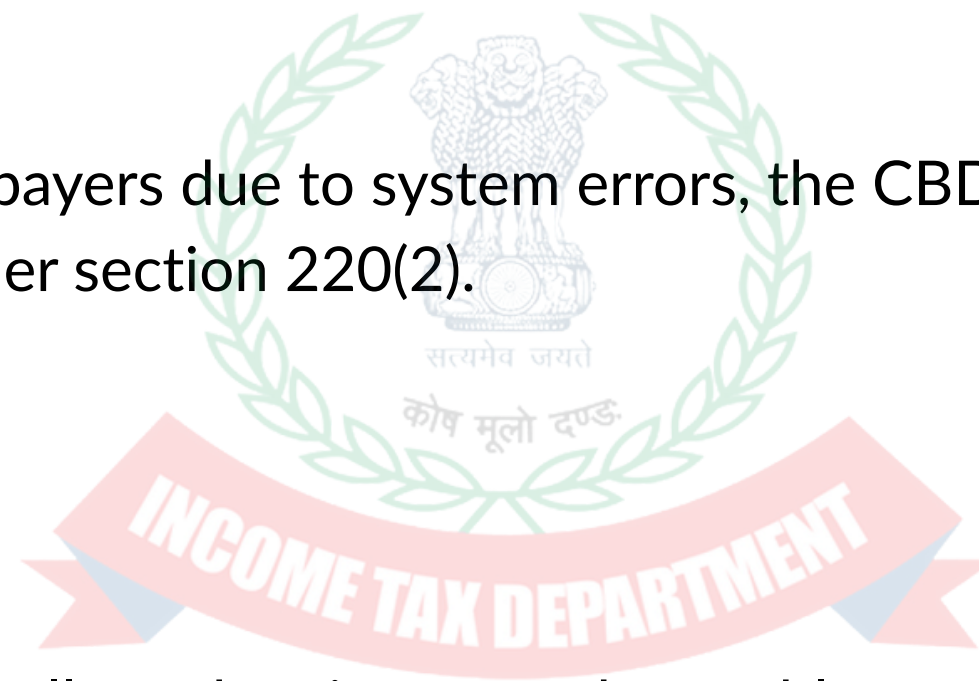 payers due to system errors, the CBD
er section 220(2).
सत्यमेव जयते
कोष मूलो दण्डः
INCOME TAX DEPARTMENT